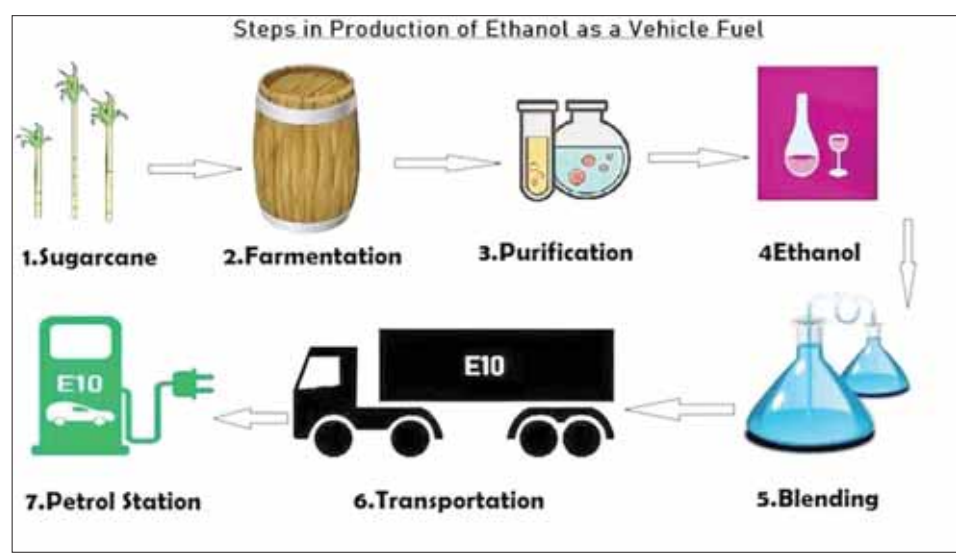 Steps in Production of Ethanol as a Vehicle Fuel
1.Sugarcane
2.Farmentation
3.Purification
4Ethanol
E10
7.Petrol Station
E10
6.Transportation
5.Blending